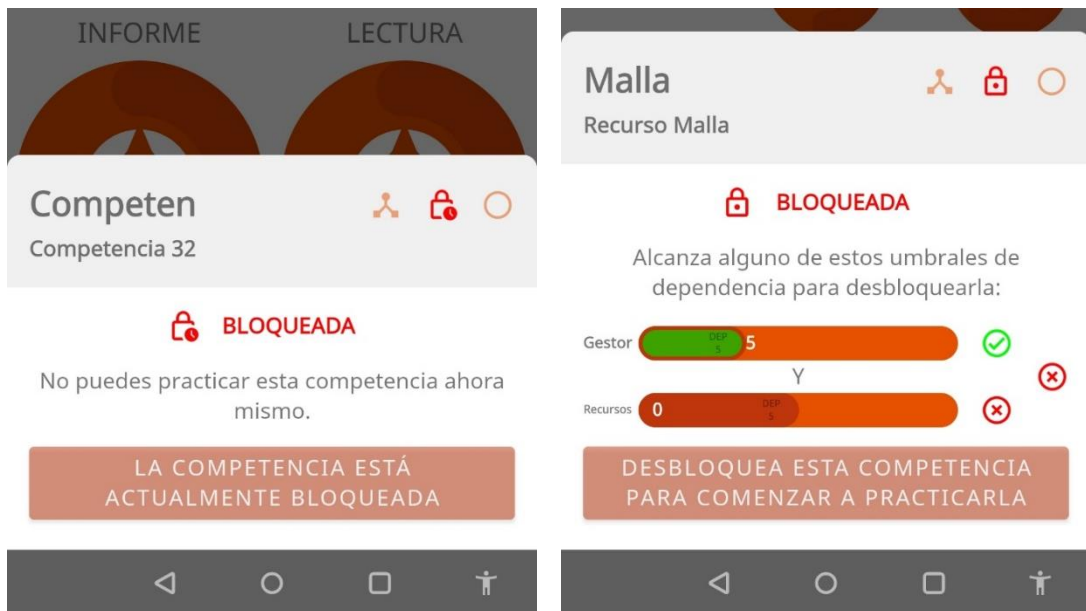 INFORME LECTURA
Competen
Competencia 32
BLOQUEADA
No puedes practicar esta competencia ahora
mismo.
LA COMPETENCIA ESTÁ
ACTUALMENTE BLOQUEADA
Malla
Recurso Malla
BLOQUEADA
Alcanza alguno de estos umbrales de
dependencia para desbloquearla:
Gestor DEP 5 5
Y
Recursos 0 DEP 5
DESBLOQUEA ESTA COMPETENCIA
PARA COMENZAR A PRACTICARLA